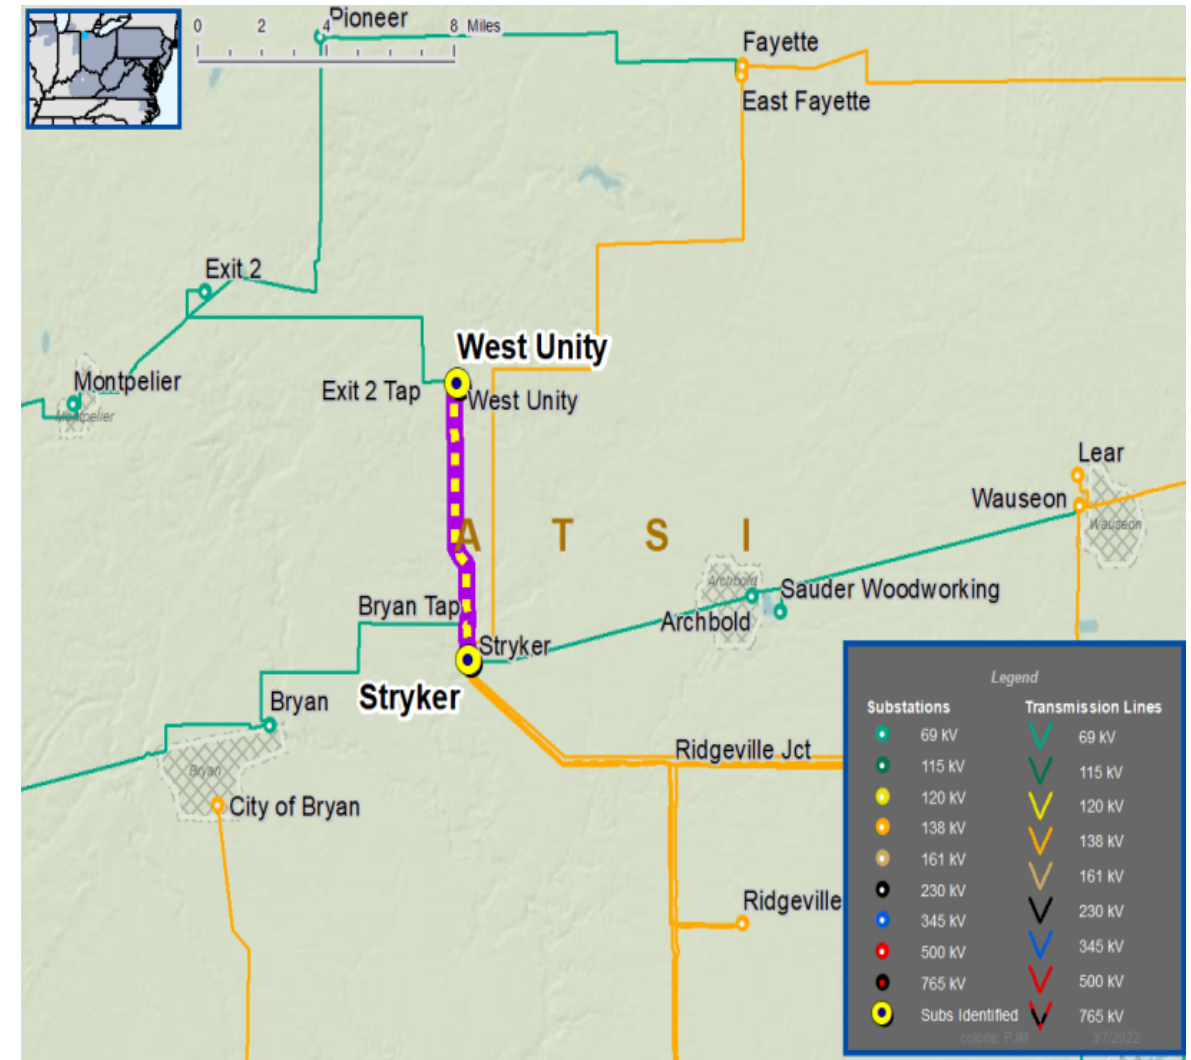 Pioneer
0 2 4 8 Miles
Fayette
East Fayette
Exit 2
West Unity
Montpelier
Montpelier
Exit 2 Tap
West Unity
Lear
Wauseon
Wauseon
A T S I
Archbold
Sauder Woodworking
Bryan Tap
Archbold
Stryker
Stryker
Bryan
Bryan
Ridgeville Jct
City of Bryan
Ridgeville
Legend
Substations Transmission Lines
69 kV 69 kV
115 kV 115 kV
120 kV 120 kV
138 kV 138 kV
161 kV 161 kV
230 kV 230 kV
345 kV 345 kV
500 kV 500 kV
765 kV 765 kV
Subs Identified
colode, PJM 3/7/2022